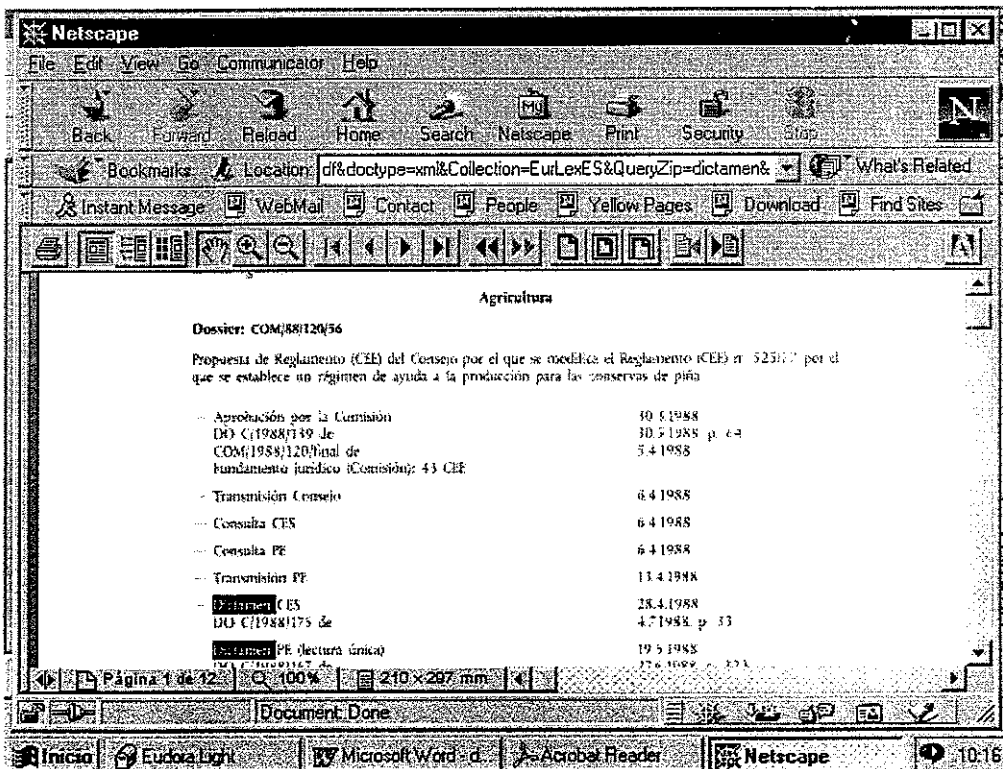 Netscape
File Edit View Go Communicator Help
Back Forward Reload Home Search Netscape Print Security Stop
Bookmarks Location: df&doctype=xml&Collection=EurLexES&QueryZip=dictamen& What's Related
Instant Message WebMail Contact People Yellow Pages Download Find Sites
Agricultura
Dossier: COM/88/120/56
Propuesta de Reglamento (CEE) del Consejo por el que se modifica el Reglamento (CEE) por el
que se establece un régimen de ayuda a la producción para las conservas de piña
— Aprobación por la Comisión
DO C/1988/139 de 30.5.1988 p.
COM/1988/120/final de 5.4.1988
Fundamento jurídico (Comisión): 43 CEE
- Transmisión Consejo 6.4.1988
— Consulta CES 6.4.1988
— Consulta PE 6.4.1988
— Transmisión PE 13.4.1988
- Dictamen CES 28.4.1988
DO C/1988/175 de 4.7.1988 p. 33
Dictamen PE (lectura única) 19.5.1988
Página 1 de 12 100% 210 x 297 mm
Document: Done
Inicio Eudora Light Microsoft Word - d... Acrobat Reader Netscape 10:16